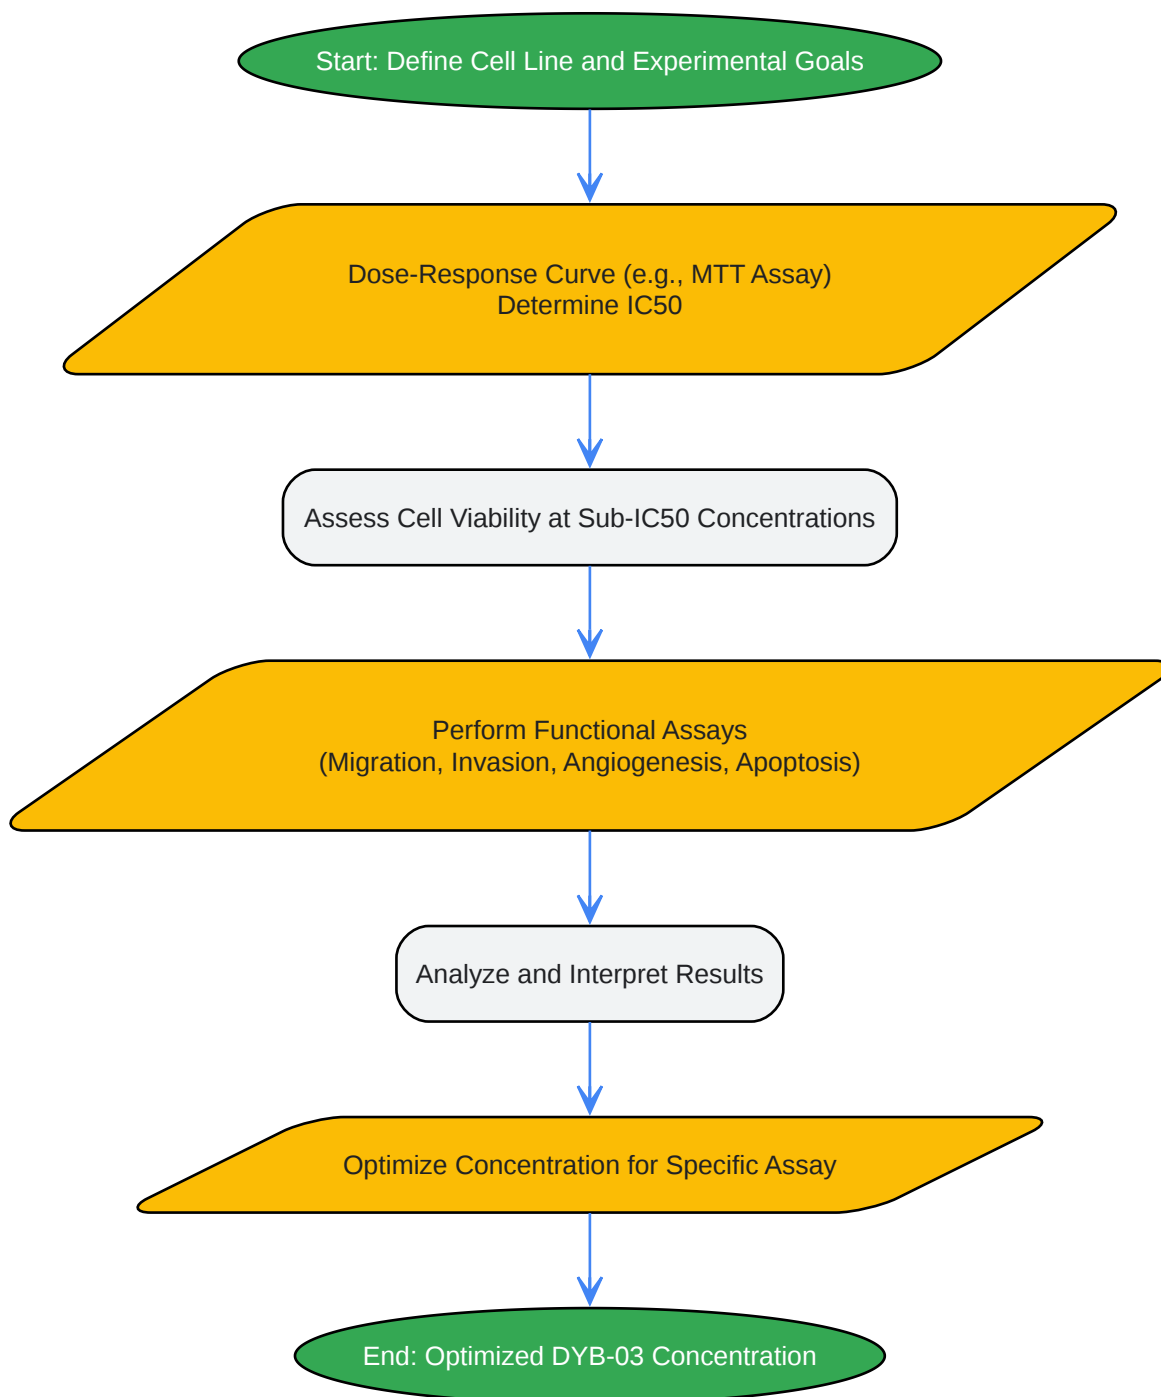 Start: Define Cell Line and Experimental Goals
Dose-Response Curve (e.g., MTT Assay)
Determine IC50
Assess Cell Viability at Sub-IC50 Concentrations
Perform Functional Assays
(Migration, Invasion, Angiogenesis, Apoptosis)
Analyze and Interpret Results
Optimize Concentration for Specific Assay
End: Optimized DYB-03 Concentration